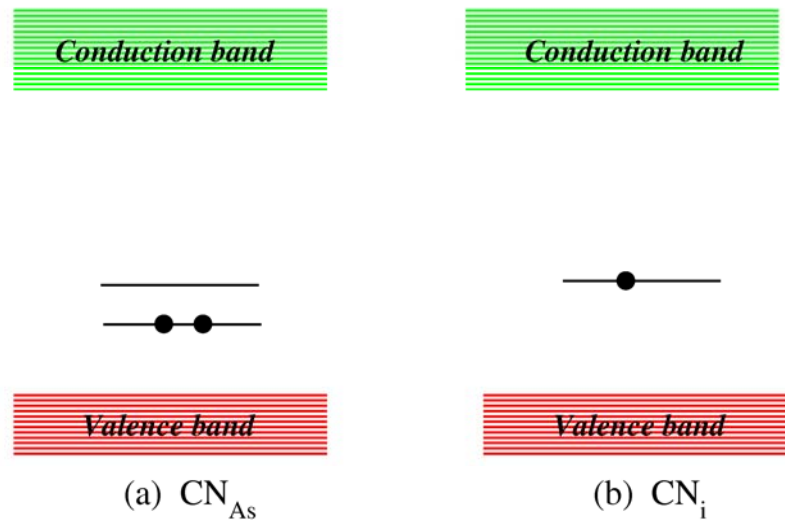 Conduction band
Conduction band
Valence band
Valence band
(a) CN_As
(b) CN_i